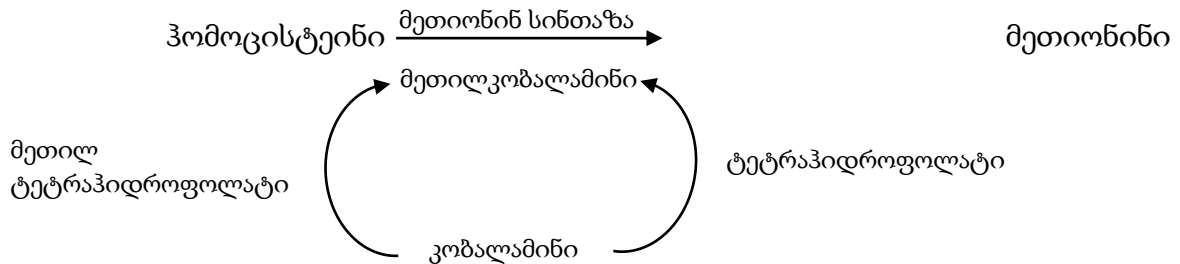 მეთიონინ სინთაზა
ჰომოცისტეინი
მეთიონინი
მეთილკობალამინი
მეთილ
ტეტრაჰიდროფოლატი
ტეტრაჰიდროფოლატი
კობალამინი